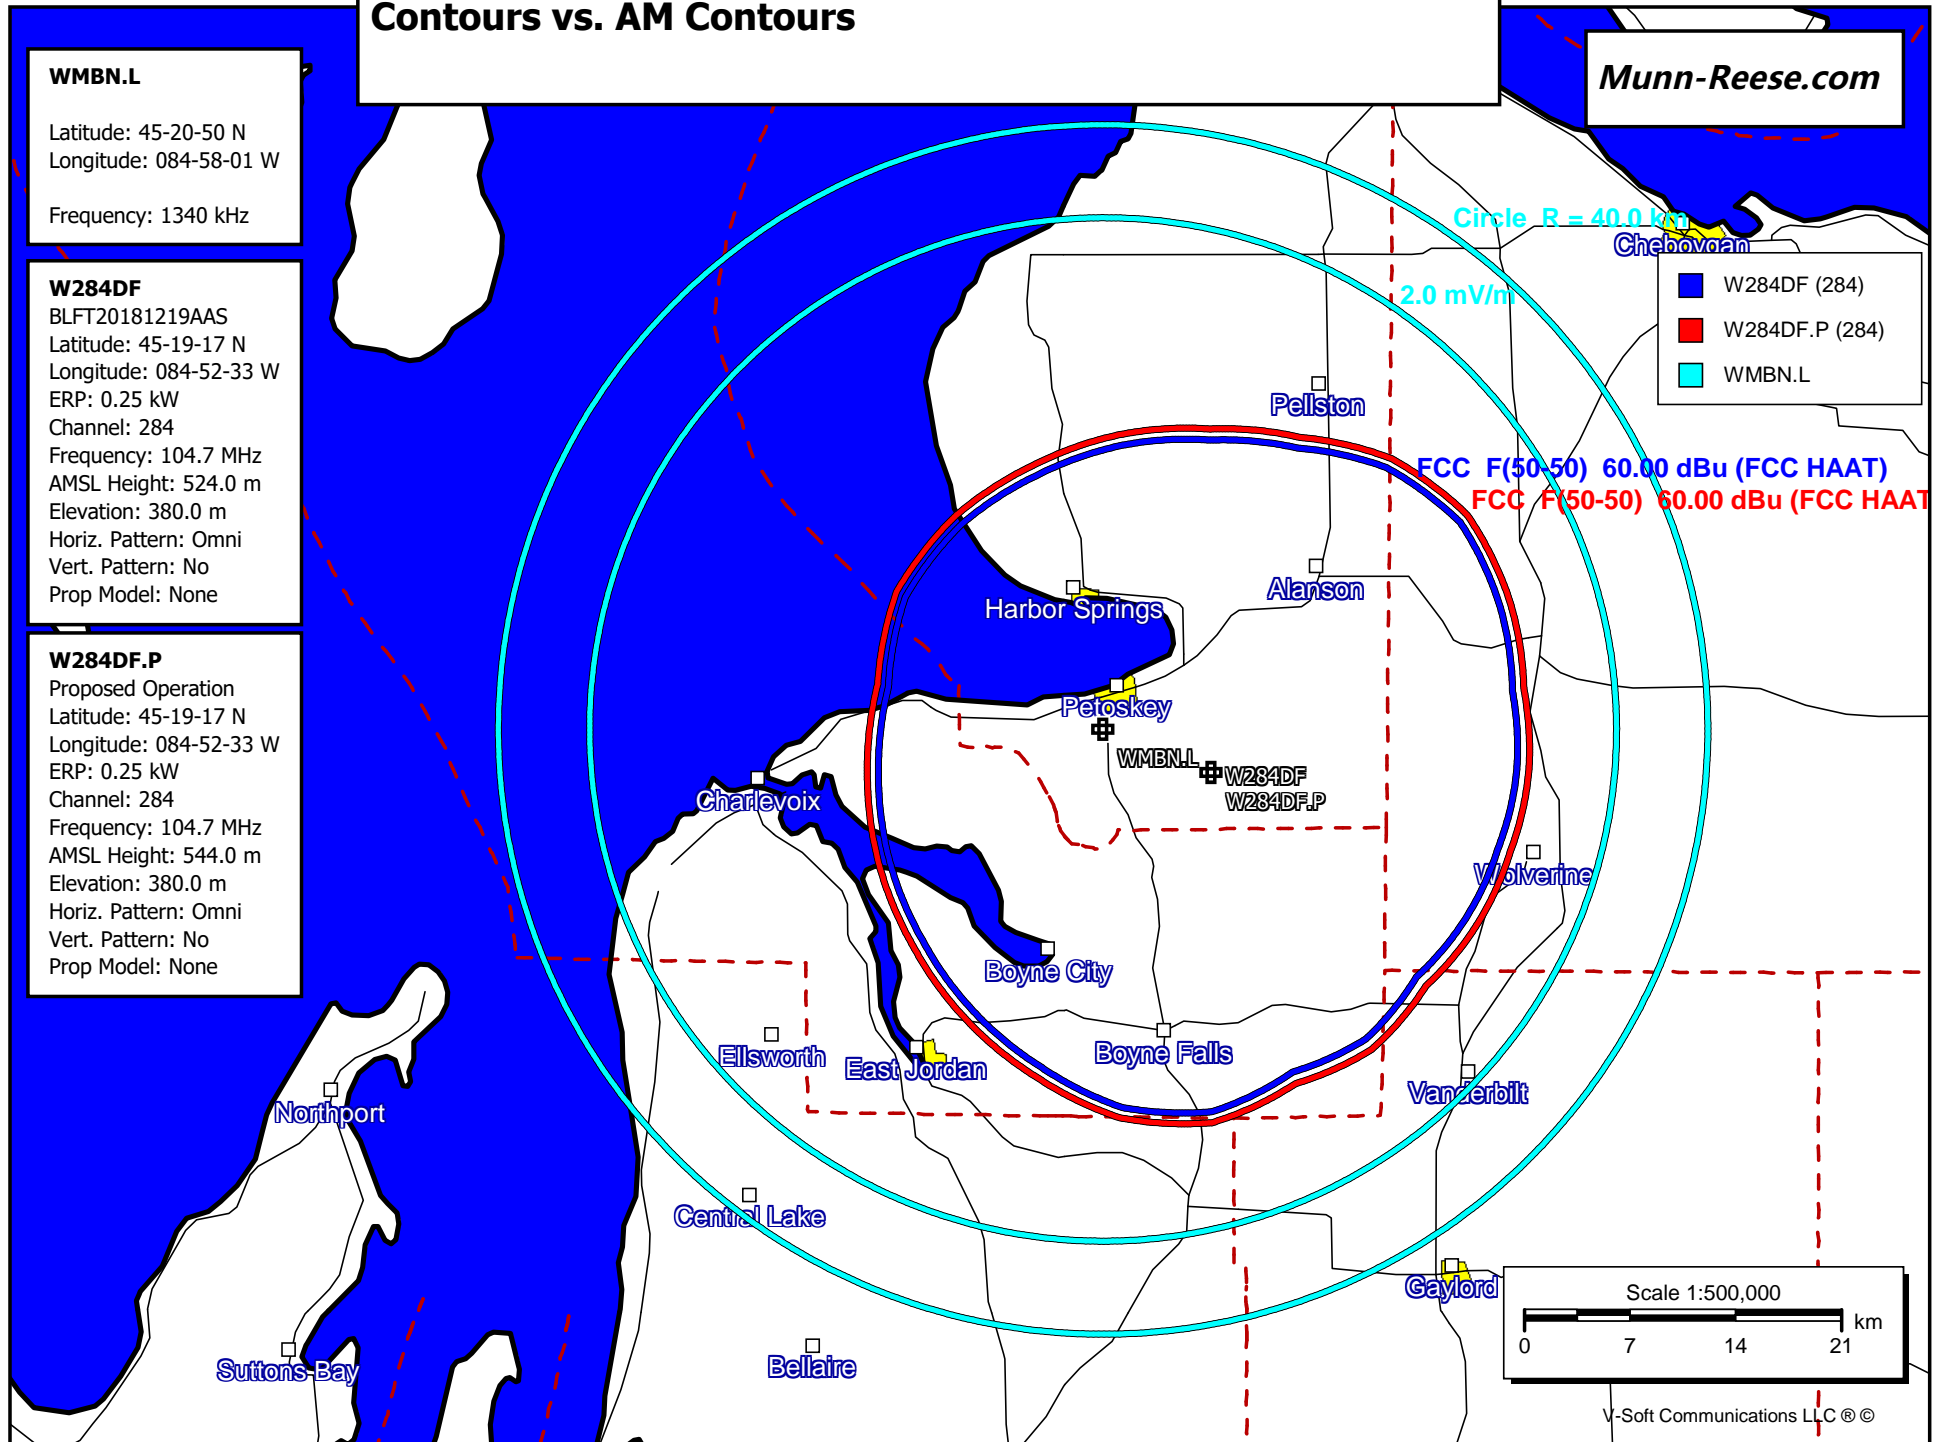 Contours vs. AM Contours
Munn-Reese.com
WMBN.L
Latitude: 45-20-50 N
Longitude: 084-58-01 W
Frequency: 1340 kHz
W284DF
BLFT20181219AAS
Latitude: 45-19-17 N
Longitude: 084-52-33 W
ERP: 0.25 kW
Channel: 284
Frequency: 104.7 MHz
AMSL Height: 524.0 m
Elevation: 380.0 m
Horiz. Pattern: Omni
Vert. Pattern: No
Prop Model: None
W284DF.P
Proposed Operation
Latitude: 45-19-17 N
Longitude: 084-52-33 W
ERP: 0.25 kW
Channel: 284
Frequency: 104.7 MHz
AMSL Height: 544.0 m
Elevation: 380.0 m
Horiz. Pattern: Omni
Vert. Pattern: No
Prop Model: None
Circle R = 40.0 km
Cheboygan
2.0 mV/m
W284DF (284)
W284DF.P (284)
WMBN.L
Pellston
FCC F(50-50) 60.00 dBu (FCC HAAT)
FCC F(50-50) 60.00 dBu (FCC HAAT
Alanson
Harbor Springs
Petoskey
WMBN.L
W284DF
W284DF.P
Charlevoix
Wolverine
Boyne City
Ellsworth
East Jordan
Boyne Falls
Vanderbilt
Northport
Central Lake
Gaylord
Bellaire
Suttons Bay
Scale 1:500,000
km
0 7 14 21
V-Soft Communications LLC ® ©